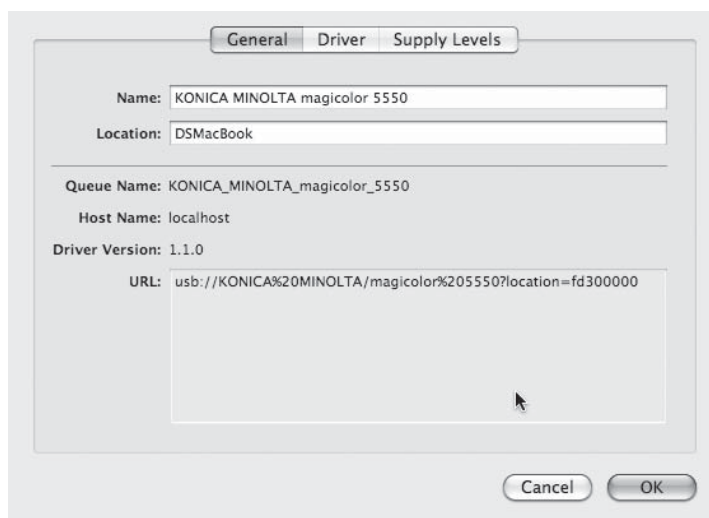 General Driver Supply Levels
Name: KONICA MINOLTA magicolor 5550
Location: DSMacBook
Queue Name: KONICA_MINOLTA_magicolor_5550
Host Name: localhost
Driver Version: 1.1.0
URL: usb://KONICA%20MINOLTA/magicolor%205550?location=fd300000
Cancel OK